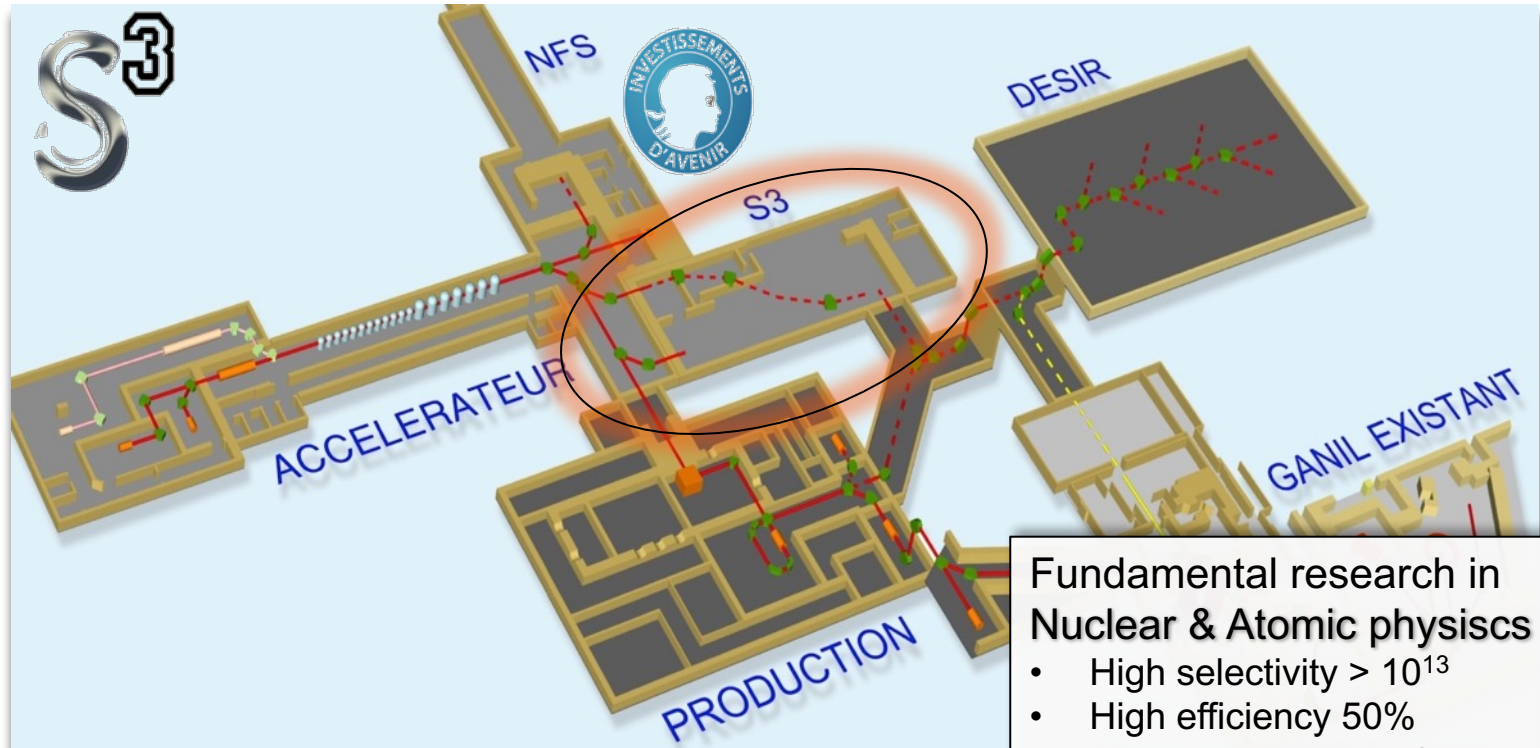 S3
NFS
INVESTISSEMENTS
D'AVENIR
DESIR
S3
ACCELERATEUR
GANIL EXISTANT
PRODUCTION
Fundamental research in
Nuclear & Atomic physiscs
• High selectivity > 10¹³
• High efficiency 50%